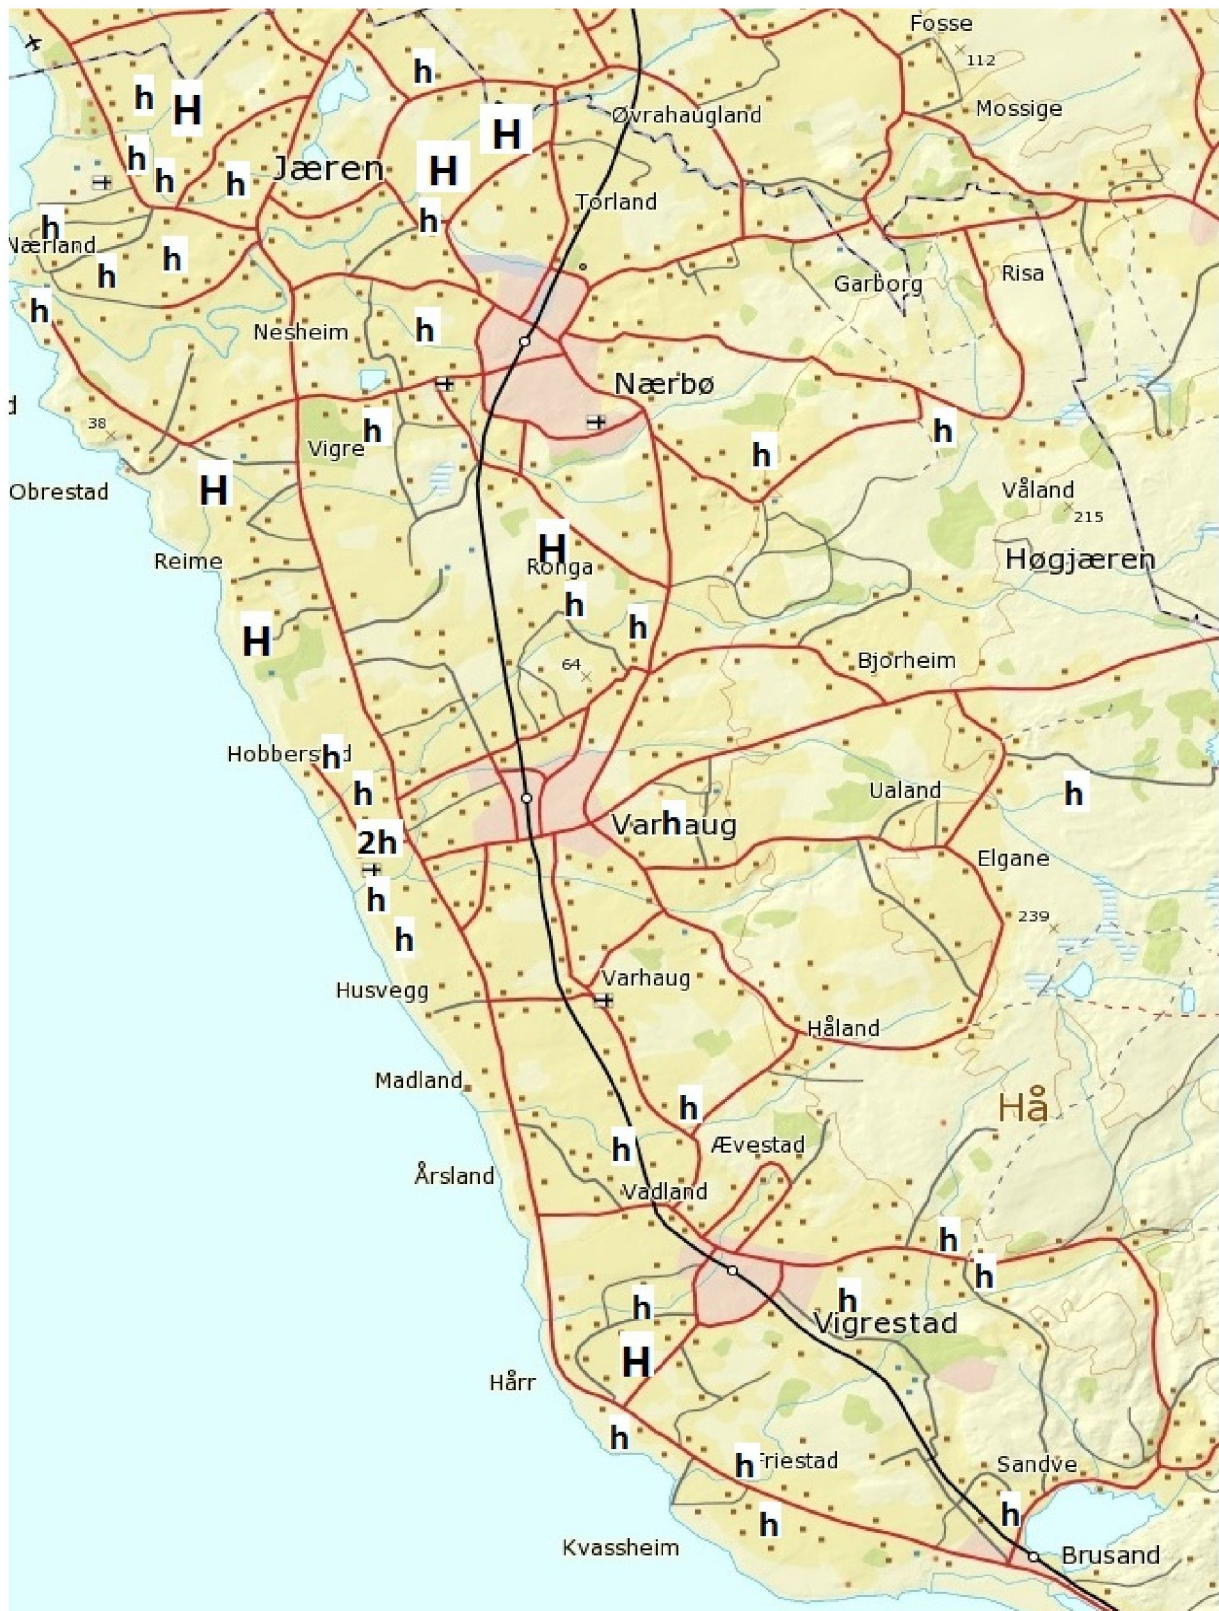 Fosse
h
112
h
H
Mossige
Øvrahaugland
H
h
Jæren
H
h
h
Torland
h
h
Nærland
h
h
Risa
Garborg
h
h
Nesheim
Nærbø
38
h
h
Vigre
h
Obrestad
H
Våland
215
H
Høgjæren
Reime
Ronga
h
h
H
Bjorheim
64
Hobberstad
h
h
Ualand
h
Varhaug
h
2h
Elgane
h
239
h
Varhaug
Husvegg
Håland
Madland
h
Hå
h
Ævestad
Årsland
Vadland
h
h
h
h
Vigrestad
H
Hårr
h
h
Friestad
Sandve
h
h
Kvassheim
Brusand